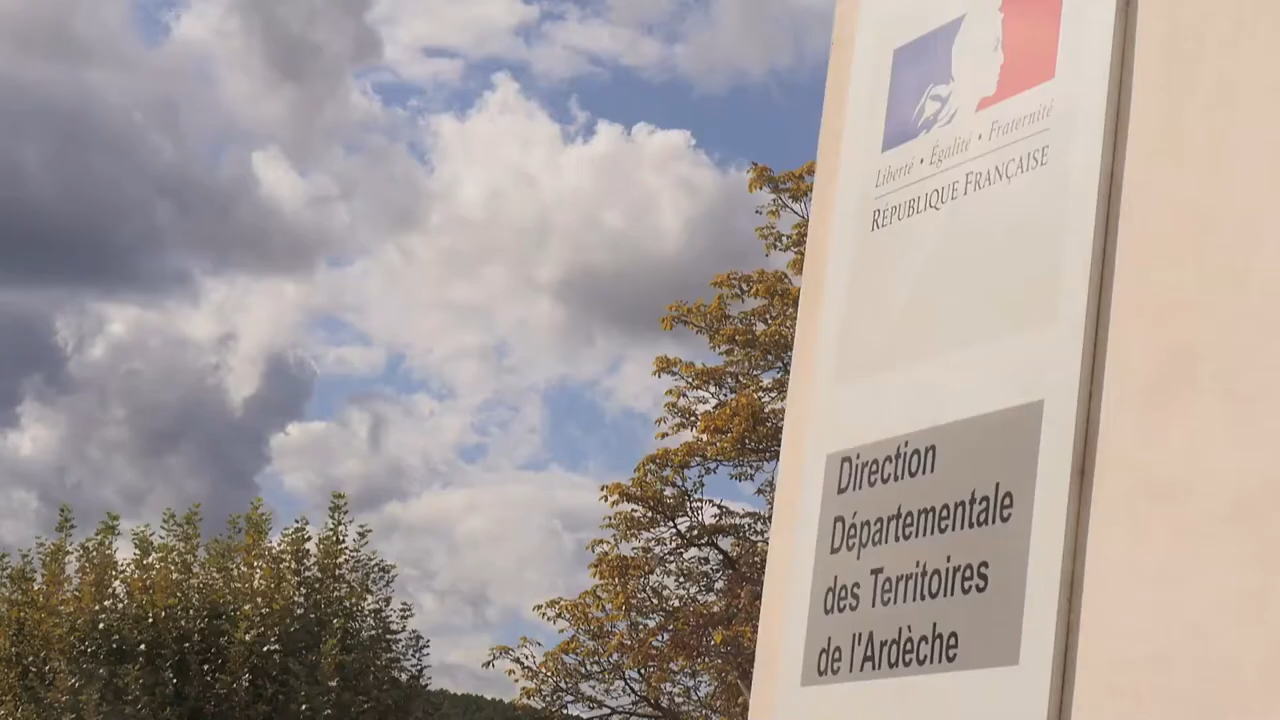 Liberté • Égalité • Fraternité
RÉPUBLIQUE FRANÇAISE
Direction
Départementale
des Territoires
de l'Ardèche